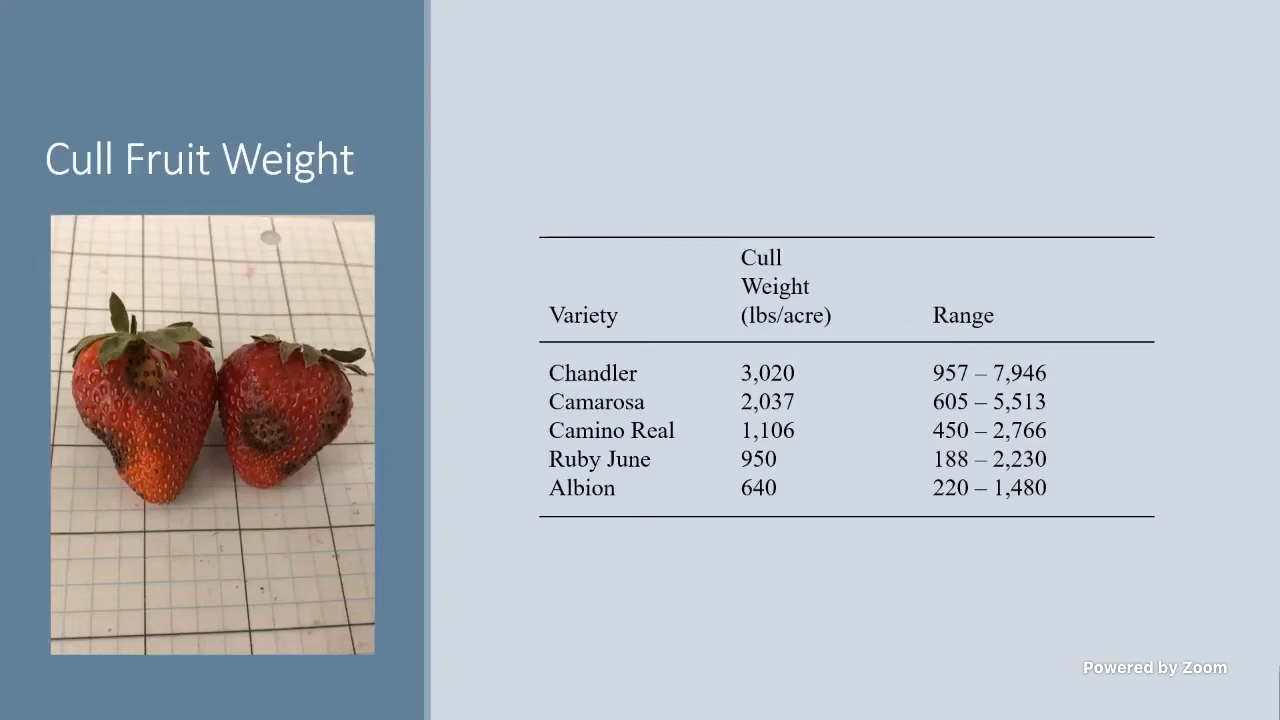 Cull Fruit Weight
Cull
Weight
Variety (lbs/acre) Range
Chandler 3,020 957 – 7,946
Camarosa 2,037 605 – 5,513
Camino Real 1,106 450 – 2,766
Ruby June 950 188 – 2,230
Albion 640 220 – 1,480
Powered by Zoom